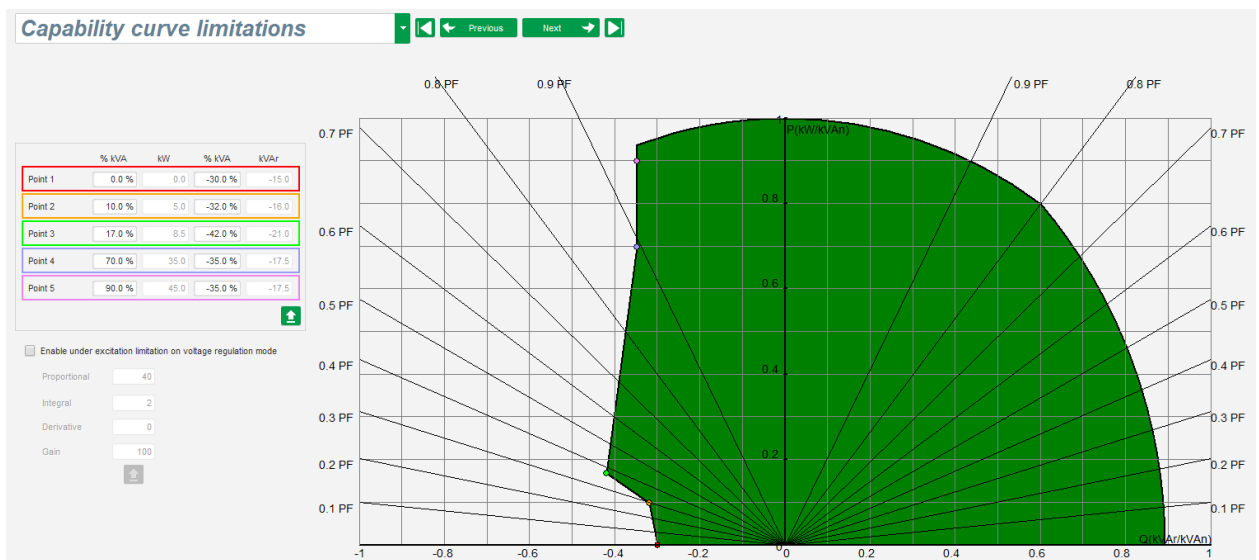 Capability curve limitations
Previous
Next
% kVA kW % kVA kVAr
Point 1 0.0 % 0.0 -30.0 % -15.0
Point 2 10.0 % 5.0 -32.0 % -16.0
Point 3 17.0 % 8.5 -42.0 % -21.0
Point 4 70.0 % 35.0 -35.0 % -17.5
Point 5 90.0 % 45.0 -35.0 % -17.5
Enable under excitation limitation on voltage regulation mode
Proportional 40
Integral 2
Derivative 0
Gain 100
0.8 PF 0.9 PF 0.9 PF 0.8 PF
1 P(kW/kVAn)
0.7 PF 0.7 PF
0.8
0.6 PF 0.6 PF
0.6
0.5 PF 0.5 PF
0.4 PF 0.4 0.4 PF
0.3 PF 0.3 PF
0.2 PF 0.2 0.2 PF
0.1 PF 0.1 PF
Q(kVAr/kVAn)
-1 -0.8 -0.6 -0.4 -0.2 0.0 0.2 0.4 0.6 0.8 1